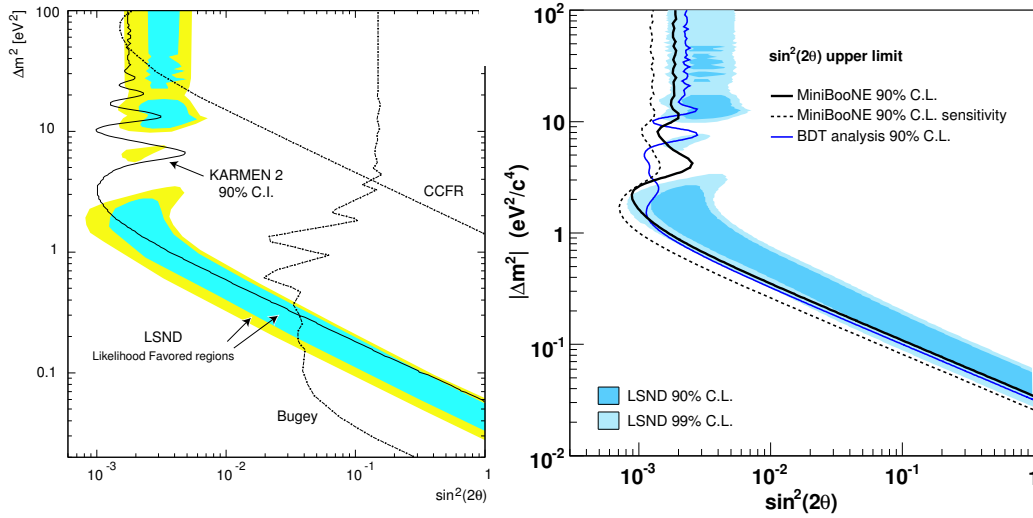 Δm² [eV²]
100
10
1
0.1
KARMEN 2
90% C.I.
CCFR
LSND
Likelihood Favored regions
Bugey
10⁻³
10⁻²
10⁻¹
1
sin²(2θ)
|Δm²| (eV²/c⁴)
10²
10
1
10⁻¹
10⁻²
sin²(2θ) upper limit
MiniBooNE 90% C.L.
MiniBooNE 90% C.L. sensitivity
BDT analysis 90% C.L.
LSND 90% C.L.
LSND 99% C.L.
10⁻³
10⁻²
10⁻¹
1
sin²(2θ)